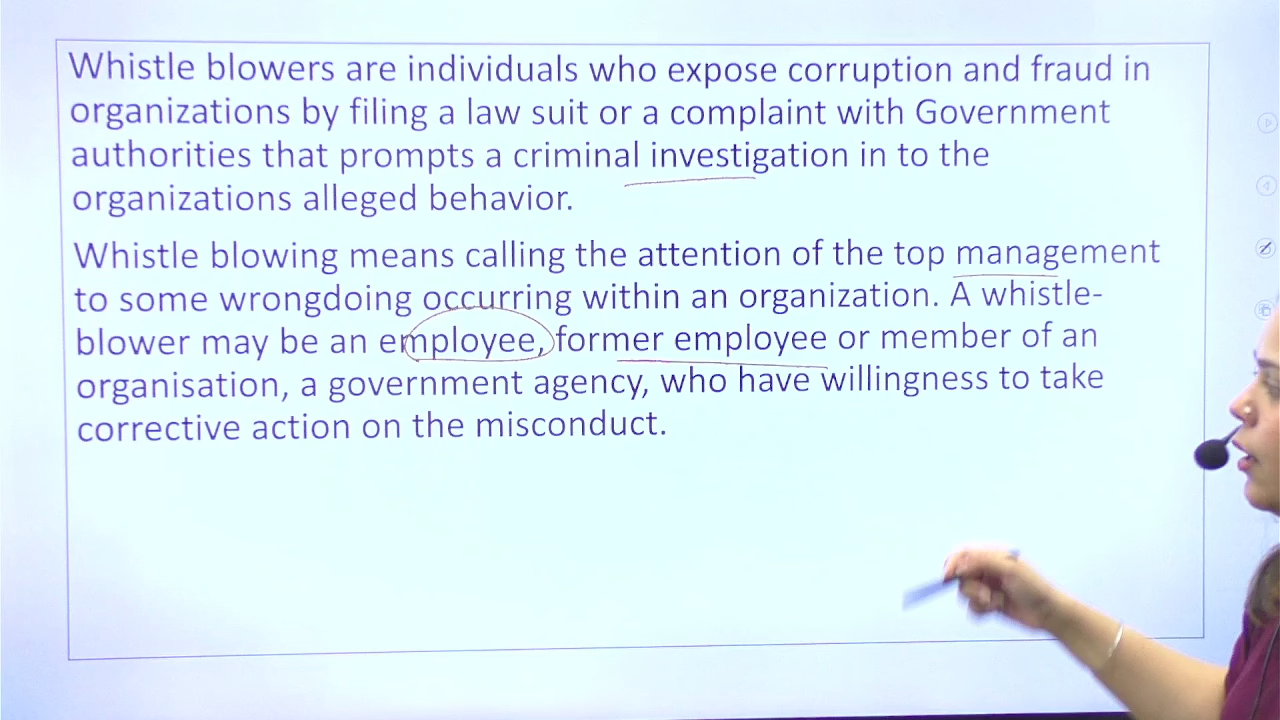 Whistle blowers are individuals who expose corruption and fraud in
organizations by filing a law suit or a complaint with Government
authorities that prompts a criminal investigation in to the
organizations alleged behavior.
Whistle blowing means calling the attention of the top management
to some wrongdoing occurring within an organization. A whistle-
blower may be an employee, former employee or member of an
organisation, a government agency, who have willingness to take
corrective action on the misconduct.